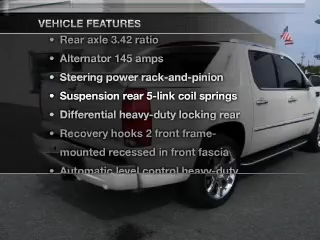 VEHICLE FEATURES
• Rear axle 3.42 ratio
• Alternator 145 amps
• Steering power rack-and-pinion
• Suspension rear 5-link coil springs
• Differential heavy-duty locking rear
• Recovery hooks 2 front frame-
mounted recessed in front fascia
• Automatic level control heavy-duty